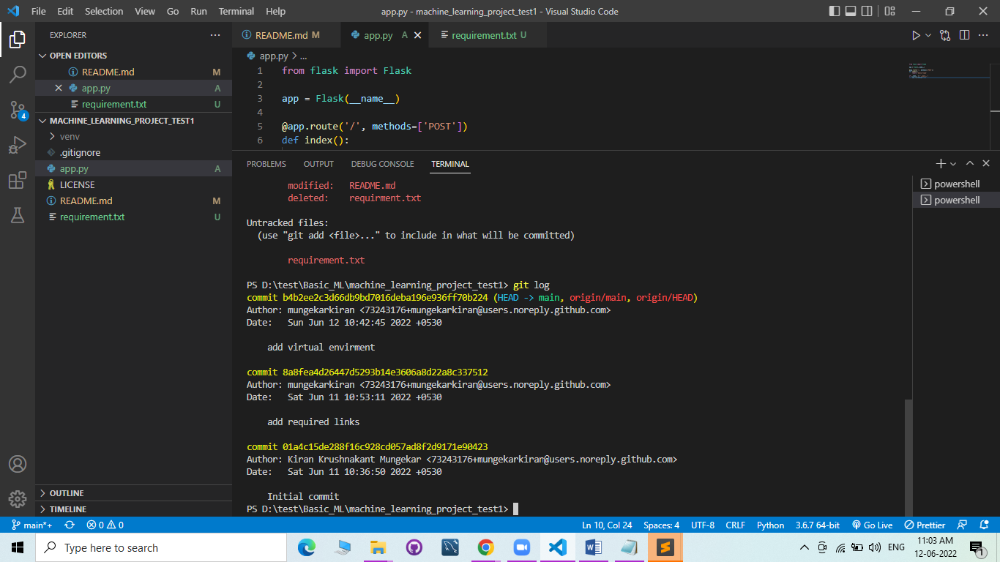 File Edit Selection View Go Run Terminal Help
app.py - machine_learning_project_test1 - Visual Studio Code
EXPLORER
OPEN EDITORS
README.md M
app.py A
requirement.txt U
MACHINE_LEARNING_PROJECT_TEST1
venv
.gitignore
app.py A
LICENSE
README.md M
requirement.txt U
OUTLINE
TIMELINE
4
README.md M
app.py A
requirement.txt U
app.py > ...
1 from flask import Flask
2
3 app = Flask(__name__)
4
5 @app.route('/', methods=['POST'])
6 def index():
PROBLEMS OUTPUT DEBUG CONSOLE TERMINAL
modified: README.md
deleted: requirment.txt
Untracked files:
(use "git add <file>..." to include in what will be committed)
requirement.txt
PS D:\test\Basic_ML\machine_learning_project_test1> git log
commit b4b2ee2c3d66db9bd7016deba196e936ff70b224 (HEAD -> main, origin/main, origin/HEAD)
Author: mungekarkiran <73243176+mungekarkiran@users.noreply.github.com>
Date: Sun Jun 12 10:42:45 2022 +0530
add virtual envirment
commit 8a8fea4d26447d5293b14e3606a8d22a8c337512
Author: mungekarkiran <73243176+mungekarkiran@users.noreply.github.com>
Date: Sat Jun 11 10:53:11 2022 +0530
add required links
commit 01a4c15de288f16c928cd057ad8f2d9171e90423
Author: Kiran Krushnakant Mungekar <73243176+mungekarkiran@users.noreply.github.com>
Date: Sat Jun 11 10:36:50 2022 +0530
Initial commit
PS D:\test\Basic_ML\machine_learning_project_test1>
powershell
powershell
main*+ 0 0 Ln 10, Col 24 Spaces: 4 UTF-8 CRLF Python 3.6.7 64-bit Go Live Prettier
Type here to search
ENG
11:03 AM
12-06-2022
1